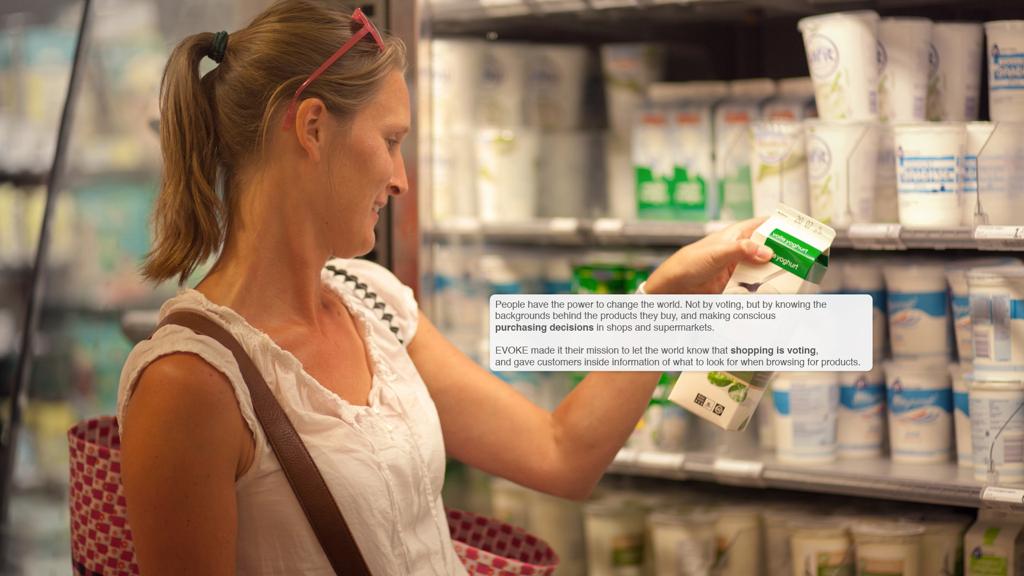 volle yoghurt
volle yoghurt
People have the power to change the world. Not by voting, but by knowing the
backgrounds behind the products they buy, and making conscious
purchasing decisions in shops and supermarkets.
EVOKE made it their mission to let the world know that shopping is voting,
and gave customers inside information of what to look for when browsing for products.